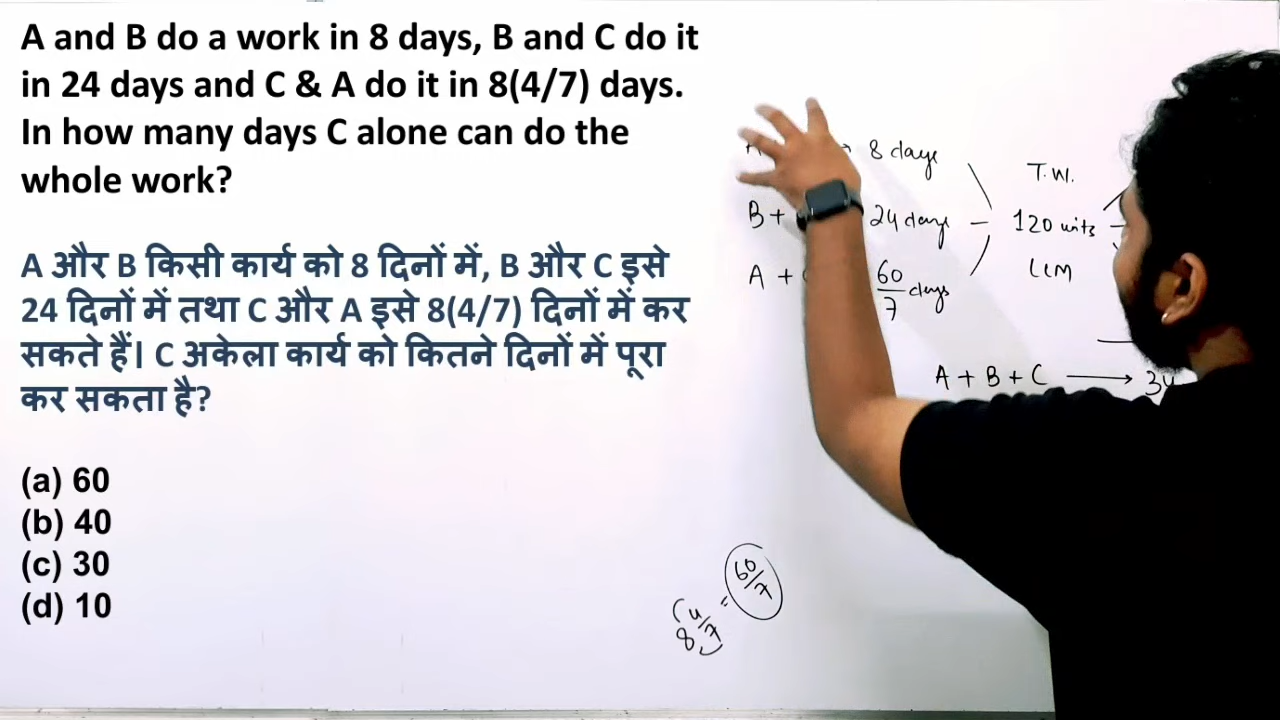 A and B do a work in 8 days, B and C do it
in 24 days and C & A do it in 8(4/7) days.
In how many days C alone can do the
whole work?
A और B किसी कार्य को 8 दिनों में, B और C इसे
24 दिनों में तथा C और A इसे 8(4/7) दिनों में कर
सकते हैं। C अकेला कार्य को कितने दिनों में पूरा
कर सकता है?
(a) 60
(b) 40
(c) 30
(d) 10
8 days
T.W.
B+ 24 days
120 units
A + 60/7 days
LCM
A + B + C → 34
8(4/7) = 60/7